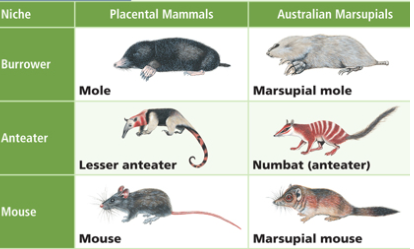 Niche Placental Mammals Australian Marsupials
Burrower
Mole Marsupial mole
Anteater
Lesser anteater Numbat (anteater)
Mouse
Mouse Marsupial mouse